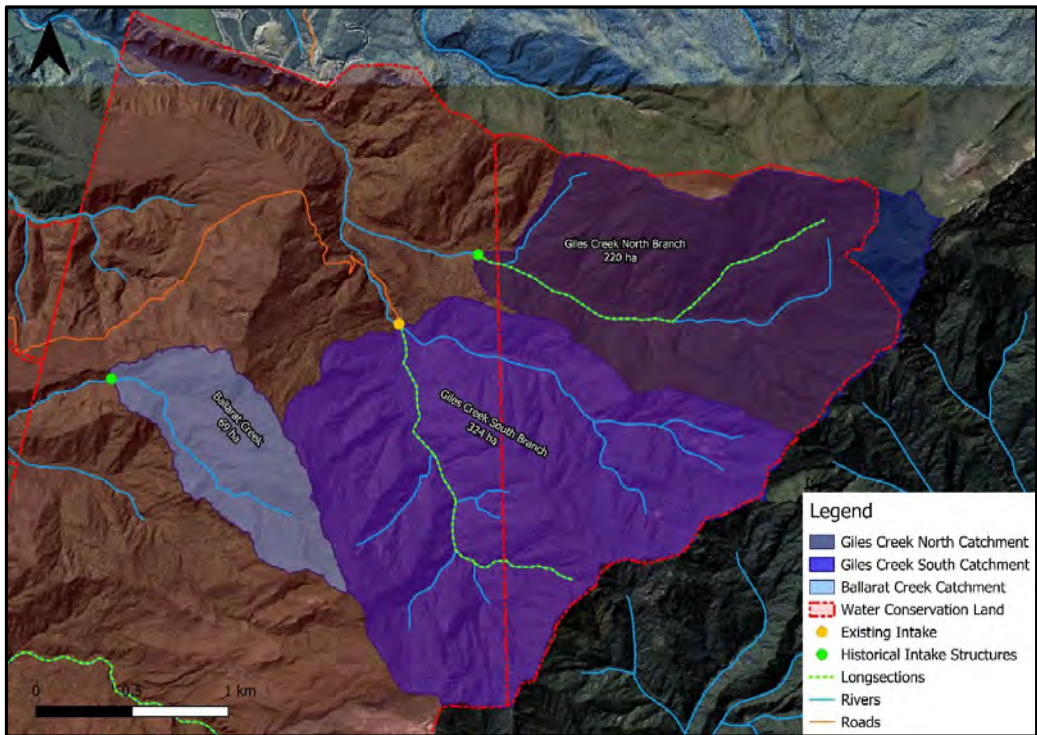 Giles Creek North Branch
220 ha
Giles Creek South Branch
324 ha
Ballarat Creek
69 ha
Legend
Giles Creek North Catchment
Giles Creek South Catchment
Ballarat Creek Catchment
Water Conservation Land
Existing Intake
Historical Intake Structures
Longsections
Rivers
Roads
0 0.5 1 km